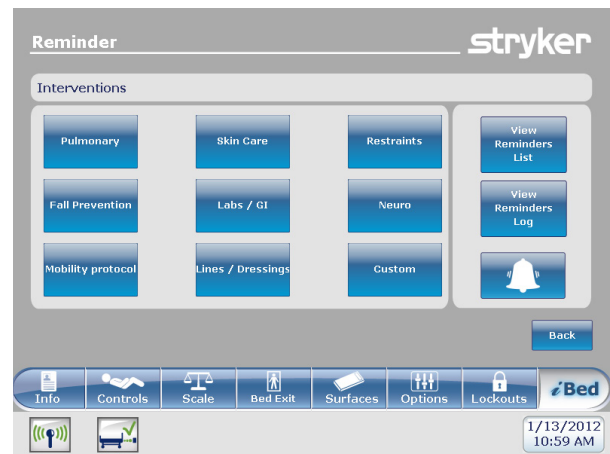 Reminder
stryker
Interventions
Pulmonary
Skin Care
Restraints
View
Reminders
List
Fall Prevention
Labs / GI
Neuro
View
Reminders
Log
Mobility protocol
Lines / Dressings
Custom
Back
Info
Controls
Scale
Bed Exit
Surfaces
Options
Lockouts
iBed
1/13/2012
10:59 AM